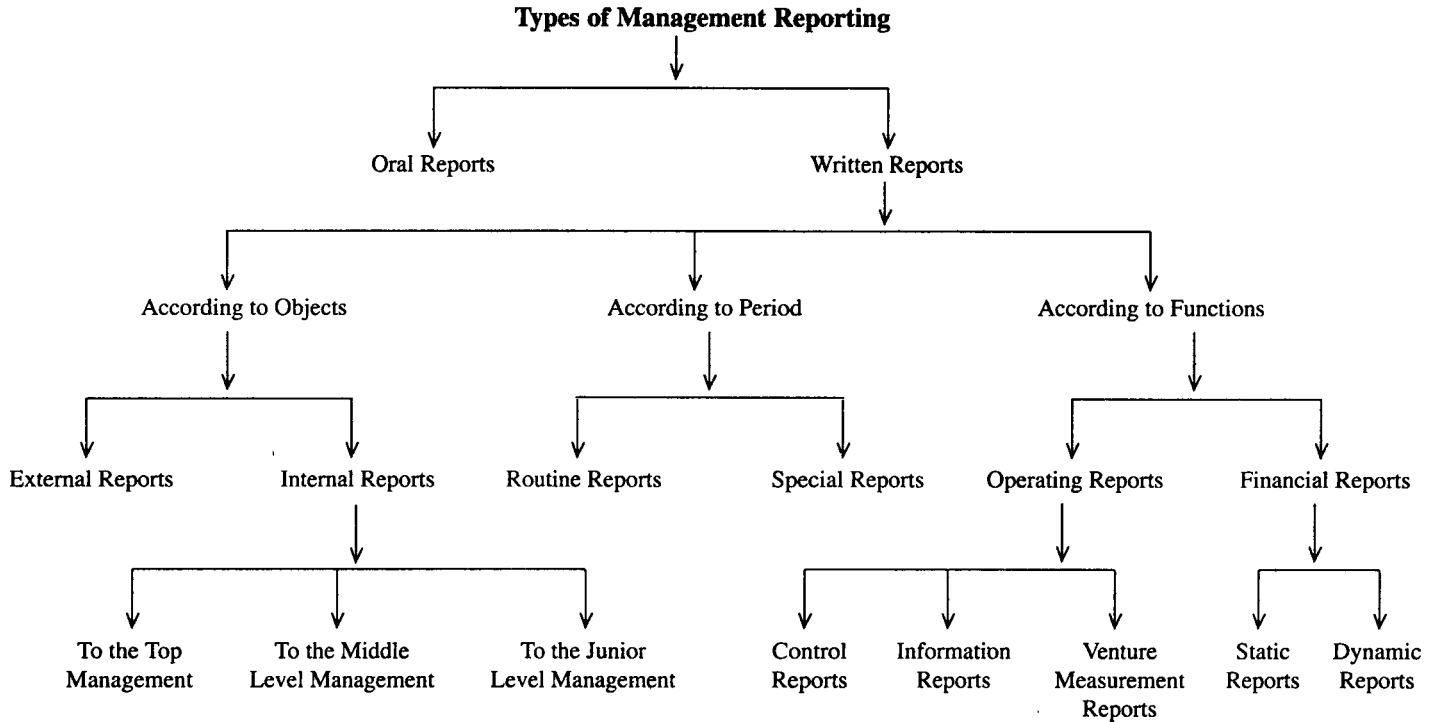 Types of Management Reporting
Oral Reports
Written Reports
According to Objects
According to Period
According to Functions
External Reports
Internal Reports
Routine Reports
Special Reports
Operating Reports
Financial Reports
To the Top
Management
To the Middle
Level Management
To the Junior
Level Management
Control
Reports
Information
Reports
Venture
Measurement
Reports
Static
Reports
Dynamic
Reports